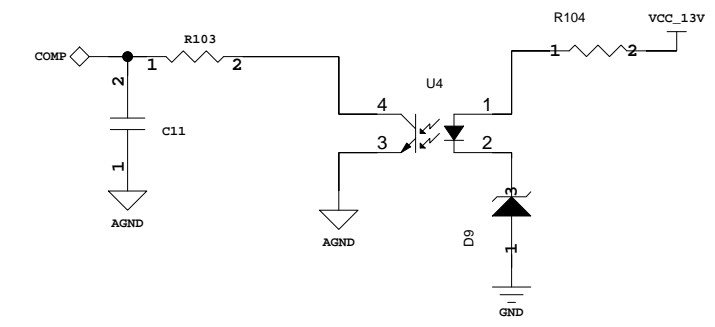 R104
VCC_13V
R103
COMP
1
2
1
2
U4
2
4
1
C11
3
2
1
3
AGND
AGND
D9
1
GND